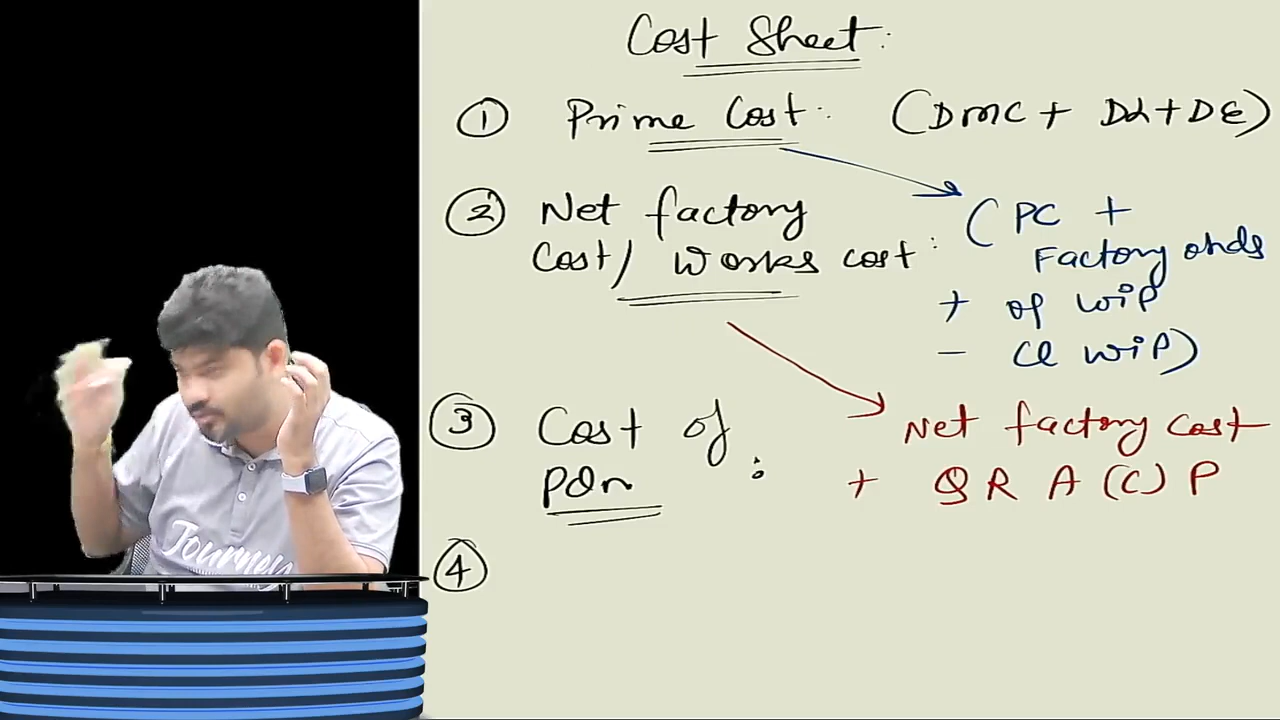 Cost Sheet:
① Prime Cost: (DMC + DL + DE)
② Net factory
Cost/ Works cost:
( PC +
Factory ohds
+ op WIP
- Cl WIP)
③ Cost of
PDn :
Net factory Cost
+ Q R A (C) P
④
Journey